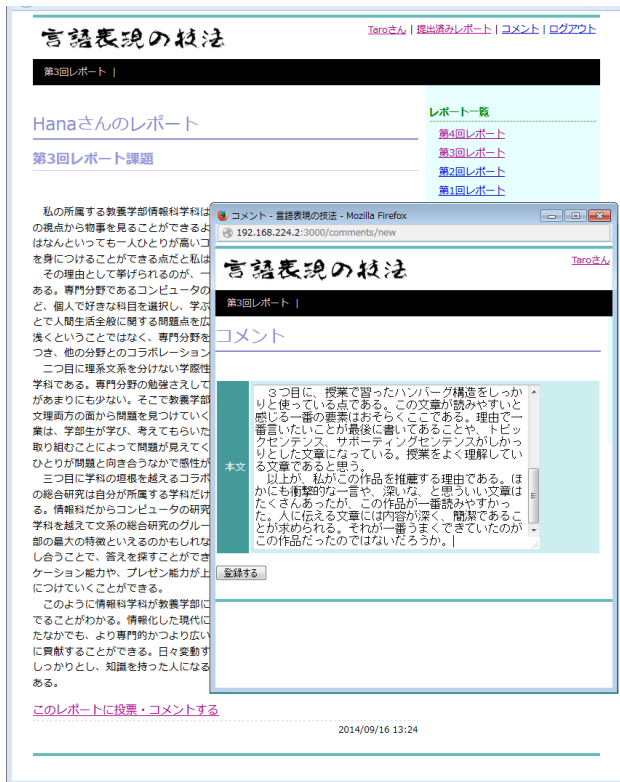 言語表現の技法
Taroさん | 提出済みレポート | コメント | ログアウト
第3回レポート |
Hanaさんのレポート
第3回レポート課題
レポート一覧
第4回レポート
第3回レポート
第2回レポート
第1回レポート
私の所属する教養学部情報科学科は
の視点から物事を見ることができるよ
はなんといっても一人ひとりが高いコ
を身につけることができる点だと私は
その理由として挙げられるのが、一
ある。専門分野であるコンピュータの
ど、個人で好きな科目を選択し、学ぶ
とで人間生活全般に関する問題点を広
浅くということではなく、専門分野を
つき、他の分野とのコラボレーション
二つ目に理系文系を分けない学際性
学科である。専門分野の勉強さえして
があまりにも少ない。そこで教養学部
文理両方の面から問題を見つけていく
業は、学部生が学び、考えてもらいた
取り組むことによって問題が見えてく
ひとりが問題と向き合うなかで感性が
三つ目に学科の垣根を越えるコラボ
の総合研究は自分が所属する学科だけ
る。情報科だからコンピュータの研究
学科を越えて文系の総合研究のグルー
部の最大の特徴といえるのかもしれな
し合うことで、答えを探すことができ
ケーション能力や、プレゼン能力が上
につけていくことができる。
このように情報科学科が教養学部に
でることがわかる。情報化した現代に
たなかでも、より専門的かつより広い
に貢献することができる。日々変動す
しっかりとし、知識を持った人になる
ある。
このレポートに投票・コメントする
2014/09/16 13:24
コメント - 言語表現の技法 - Mozilla Firefox
192.168.224.2:3000/comments/new
言語表現の技法
Taroさん
第3回レポート |
コメント
本文
3つ目に、授業で習ったハンバーグ構造をしっか
りと使っている点である。この文章が読みやすいと
感じる一番の要素はおそらくここである。理由で一
番言いたいことが最後に書いてあることや、トピッ
クセンテンス、サポーティングセンテンスがしっか
りとした文章になっている。授業をよく理解してい
る文章であると思う。
以上が、私がこの作品を推薦する理由である。ほ
かにも衝撃的な一言や、深いな、と思ういい文章は
たくさんあったが、この作品が一番読みやすかっ
た。人に伝える文章には内容が深く、簡潔であるこ
とが求められる。それが一番うまくできていたのが
この作品だったのではないだろうか。
登録する